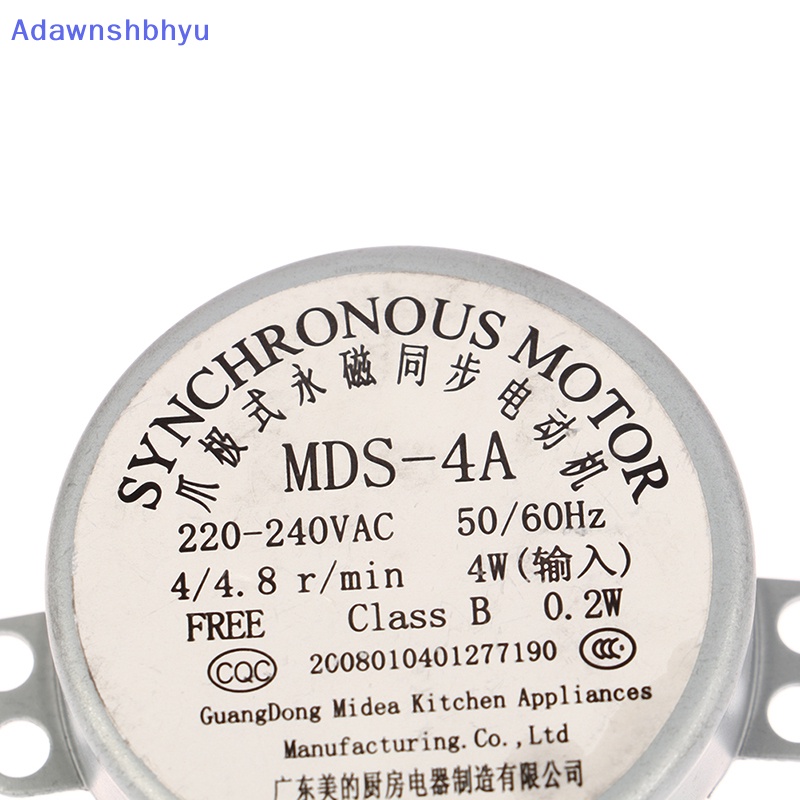 Adawnshbhyu
SYNCHRONOUS MOTOR
爪极式永磁同步电动机
MDS-4A
220-240VAC 50/60Hz
4/4.8 r/min 4W(输入)
FREE Class B 0.2W
CQC 2008010401277190 CCC
GuangDong Midea Kitchen Appliances
Manufacturing.Co.,Ltd
广东美的厨房电器制造有限公司